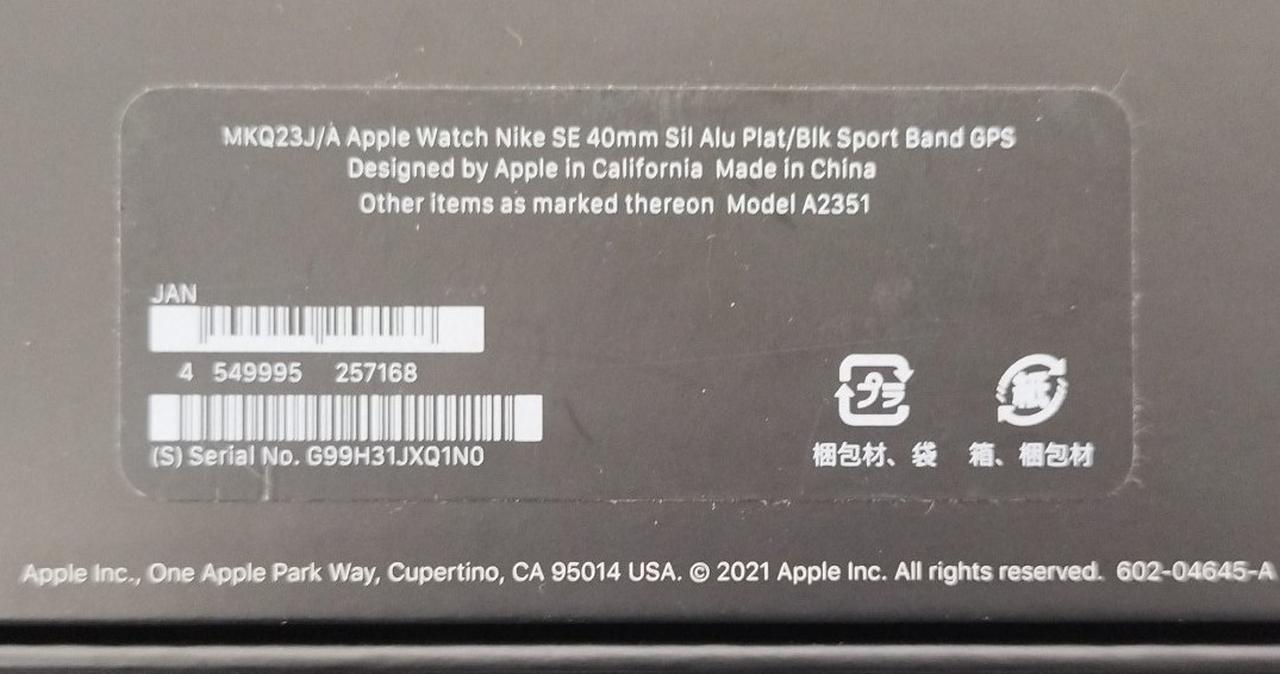 MKQ23J/A Apple Watch Nike SE 40mm Sil Alu Plat/Blk Sport Band GPS
Designed by Apple in California Made in China
Other items as marked thereon Model A2351
JAN
4 549995 257168
(S) Serial No. G99H31JXQ1N0
プラ 紙
梱包材、袋 箱、梱包材
Apple Inc., One Apple Park Way, Cupertino, CA 95014 USA. © 2021 Apple Inc. All rights reserved. 602-04645-A